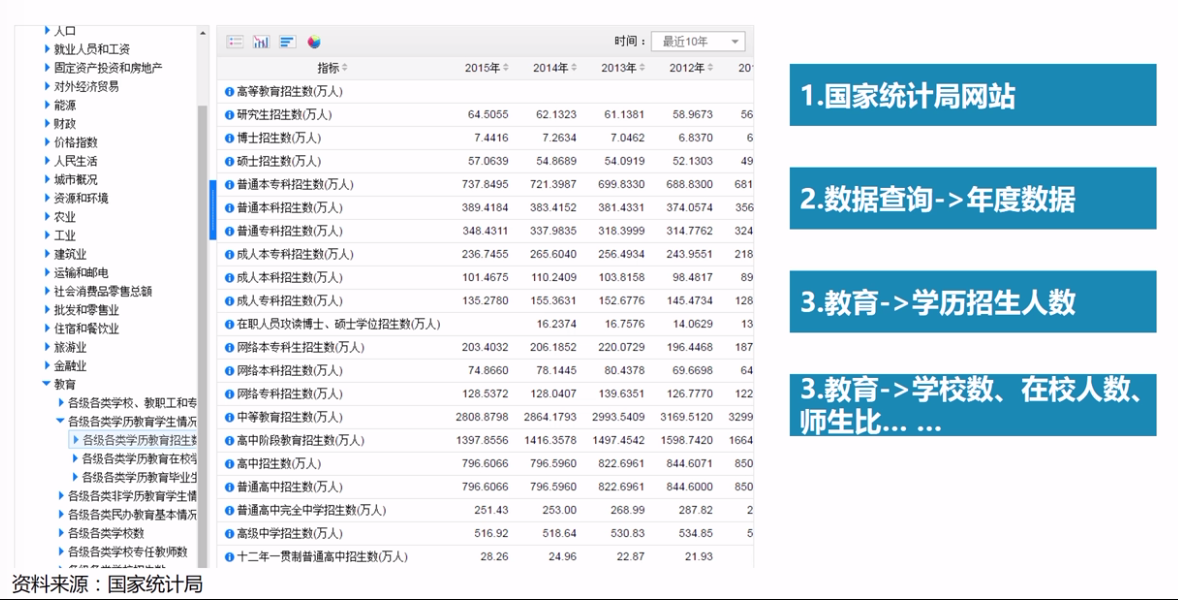 人口
就业人员和工资
固定资产投资和房地产
对外经济贸易
能源
财政
价格指数
人民生活
城市概况
资源和环境
农业
工业
建筑业
运输和邮电
社会消费品零售总额
批发和零售业
住宿和餐饮业
旅游业
金融业
教育
各级各类学校、教职工和专
各级各类学历教育学生情况
各级各类学历教育招生数
各级各类学历教育在校学
各级各类学历教育毕业生
各级各类非学历教育学生情
各级各类民办教育基本情况
各级各类学校数
各级各类学校专任教师数
时间： 最近10年
指标 2015年 2014年 2013年 2012年 201
高等教育招生数(万人)
研究生招生数(万人) 64.5055 62.1323 61.1381 58.9673 56
博士招生数(万人) 7.4416 7.2634 7.0462 6.8370 6
硕士招生数(万人) 57.0639 54.8689 54.0919 52.1303 49
普通本专科招生数(万人) 737.8495 721.3987 699.8330 688.8300 681
普通本科招生数(万人) 389.4184 383.4152 381.4331 374.0574 356
普通专科招生数(万人) 348.4311 337.9835 318.3999 314.7762 324
成人本专科招生数(万人) 236.7455 265.6040 256.4934 243.9551 218
成人本科招生数(万人) 101.4675 110.2409 103.8158 98.4817 89
成人专科招生数(万人) 135.2780 155.3631 152.6776 145.4734 128
在职人员攻读博士、硕士学位招生数(万人) 16.2374 16.7576 14.0629 13
网络本专科生招生数(万人) 203.4032 206.1852 220.0729 196.4468 187
网络本科招生数(万人) 74.8660 78.1445 80.4378 69.6698 64
网络专科招生数(万人) 128.5372 128.0407 139.6351 126.7770 122
中等教育招生数(万人) 2808.8798 2864.1793 2993.5409 3169.5120 3299
高中阶段教育招生数(万人) 1397.8556 1416.3578 1497.4542 1598.7420 1664
高中招生数(万人) 796.6066 796.5960 822.6961 844.6071 850
普通高中招生数(万人) 796.6066 796.5960 822.6961 844.6000 850
普通高中完全中学招生数(万人) 251.43 253.00 268.99 287.82 2
高级中学招生数(万人) 516.92 518.64 530.83 534.85 5
十二年一贯制普通高中招生数(万人) 28.26 24.96 22.87 21.93
1.国家统计局网站
2.数据查询->年度数据
3.教育->学历招生人数
3.教育->学校数、在校人数、
师生比... ...
资料来源：国家统计局